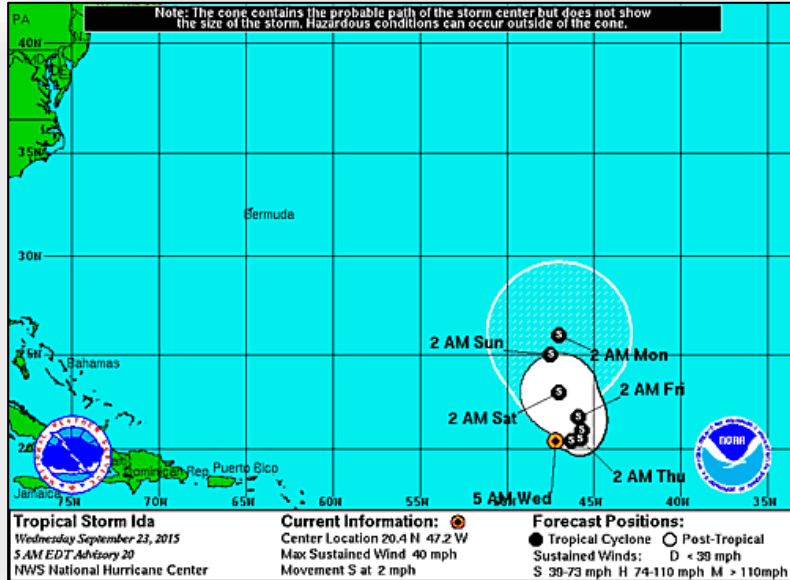 Note: The cone contains the probable path of the storm center but does not show
the size of the storm. Hazardous conditions can occur outside of the cone.
PA
NJ
MD
DE
40N
35N
Bermuda
30N
2 AM Sun
2 AM Mon
25N
Bahamas
2 AM Fri
2 AM Sat
NOAA
20N
Dominican Rep.
Puerto Rico
2 AM Thu
Jamaica
5 AM Wed
75W 70W 65W 60W 55W 50W 45W 40W 35W
Tropical Storm Ida
Wednesday September 23, 2015
5 AM EDT Advisory 20
NWS National Hurricane Center
Current Information:
Center Location 20.4 N 47.2 W
Max Sustained Wind 40 mph
Movement S at 2 mph
Forecast Positions:
Tropical Cyclone Post-Tropical
Sustained Winds: D < 39 mph
S 39-73 mph H 74-110 mph M > 110mph
S
S
S
S
S
S
S